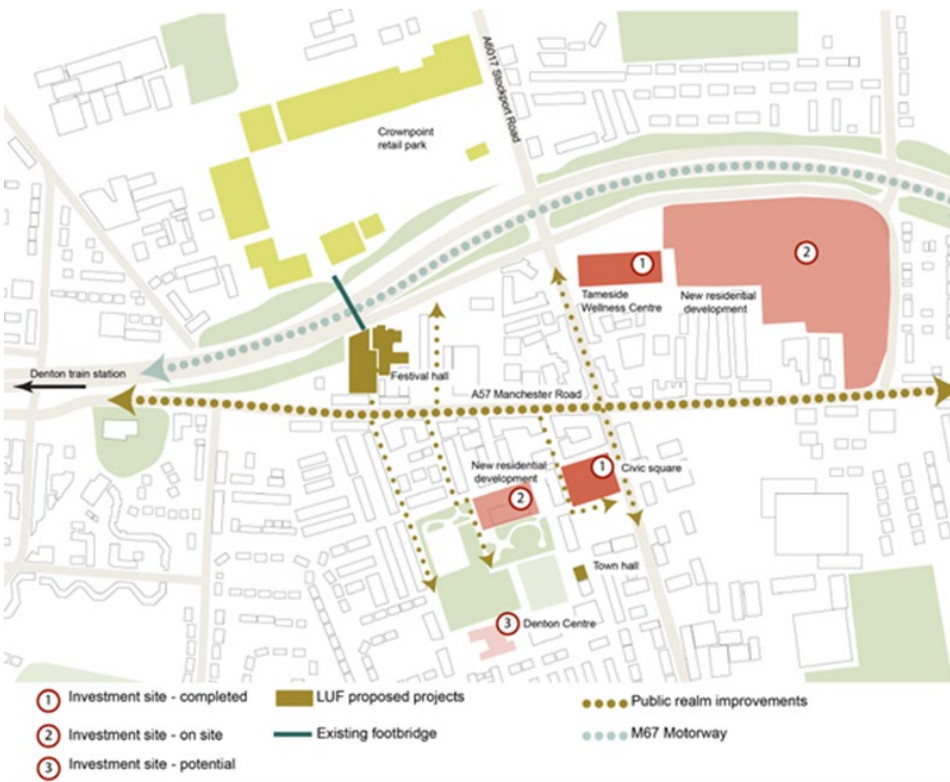 A6017 Stockport Road
Crownpoint
retail park
1
2
Tameside
Wellness Centre
New residential
development
Denton train station
Festival hall
A57 Manchester Road
New residential
development
1
Civic square
2
Town hall
3
Denton Centre
1 Investment site - completed
LUF proposed projects
Public realm improvements
2 Investment site - on site
Existing footbridge
M67 Motorway
3 Investment site - potential